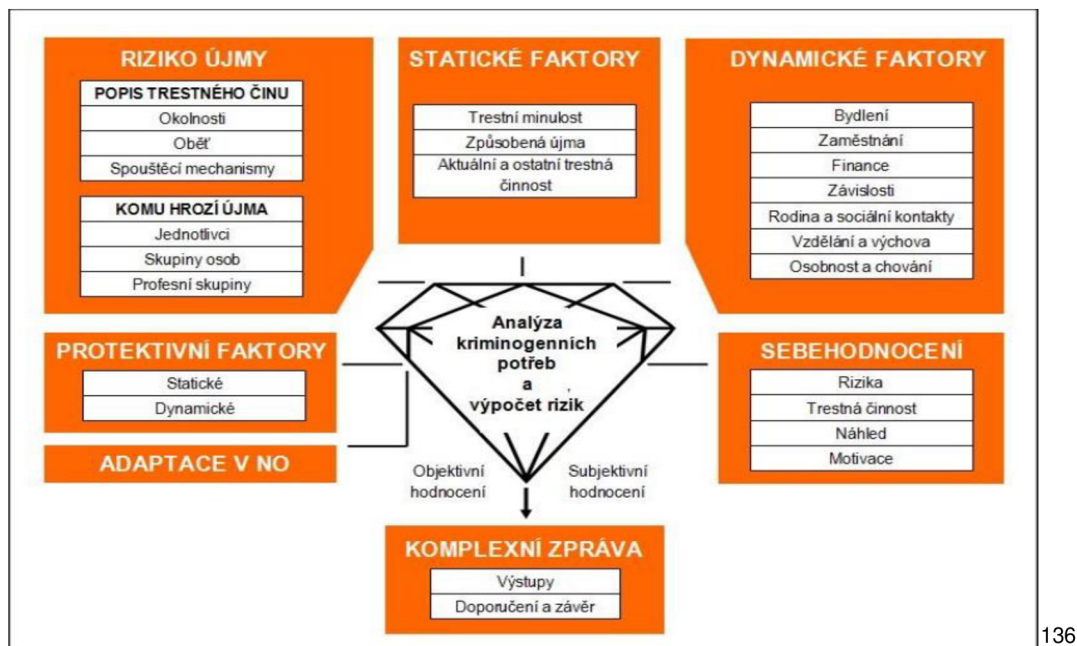 RIZIKO ÚJMY
POPIS TRESTNÉHO ČINU
Okolnosti
Oběť
Spouštěcí mechanismy
KOMU HROZÍ ÚJMA
Jednotlivci
Skupiny osob
Profesní skupiny
STATICKÉ FAKTORY
Trestní minulost
Způsobená újma
Aktuální a ostatní trestná
činnost
DYNAMICKÉ FAKTORY
Bydlení
Zaměstnání
Finance
Závislosti
Rodina a sociální kontakty
Vzdělání a výchova
Osobnost a chování
PROTEKTIVNÍ FAKTORY
Statické
Dynamické
ADAPTACE V NO
Analýza
kriminogenních
potřeb
a
výpočet rizik
SEBEHODNOCENÍ
Rizika
Trestná činnost
Náhled
Motivace
Objektivní
hodnocení
Subjektivní
hodnocení
KOMPLEXNÍ ZPRÁVA
Výstupy
Doporučení a závěr
136